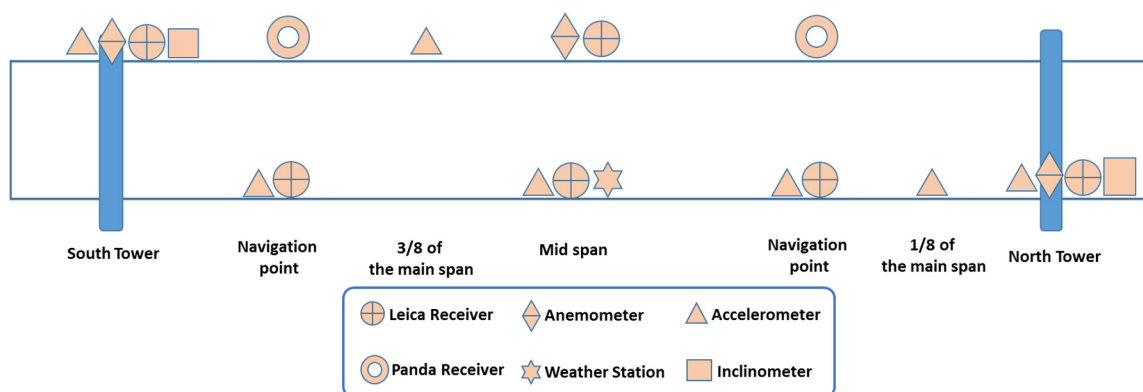 South Tower
Navigation
point
3/8 of
the main span
Mid span
Navigation
point
1/8 of
the main span
North Tower
Leica Receiver
Anemometer
Accelerometer
Panda Receiver
Weather Station
Inclinometer